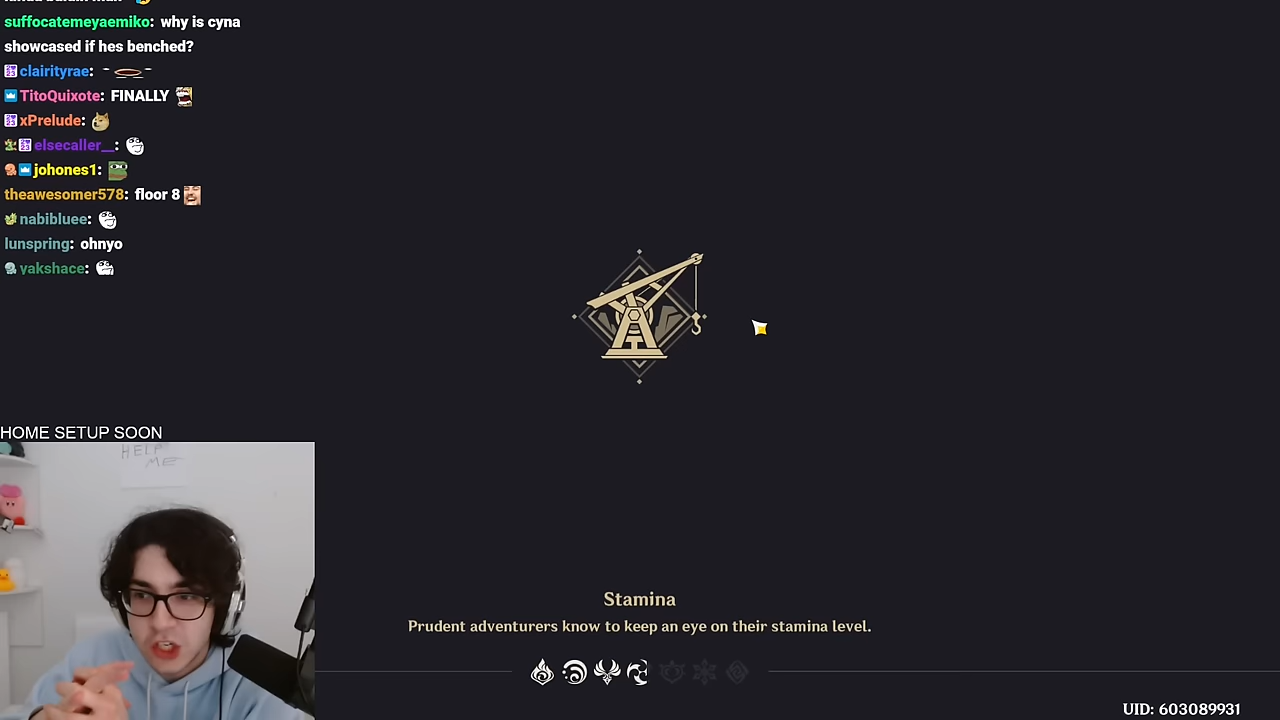 suffocatemeyaemiko: why is cyna
showcased if hes benched?
clairityrae:
TitoQuixote: FINALLY
xPrelude:
elsecaller__:
johones1:
theawesomer578: floor 8
nabibluee:
lunspring: ohnyo
yakshace:
HOME SETUP SOON
HELP
ME
Stamina
Prudent adventurers know to keep an eye on their stamina level.
UID: 603089931